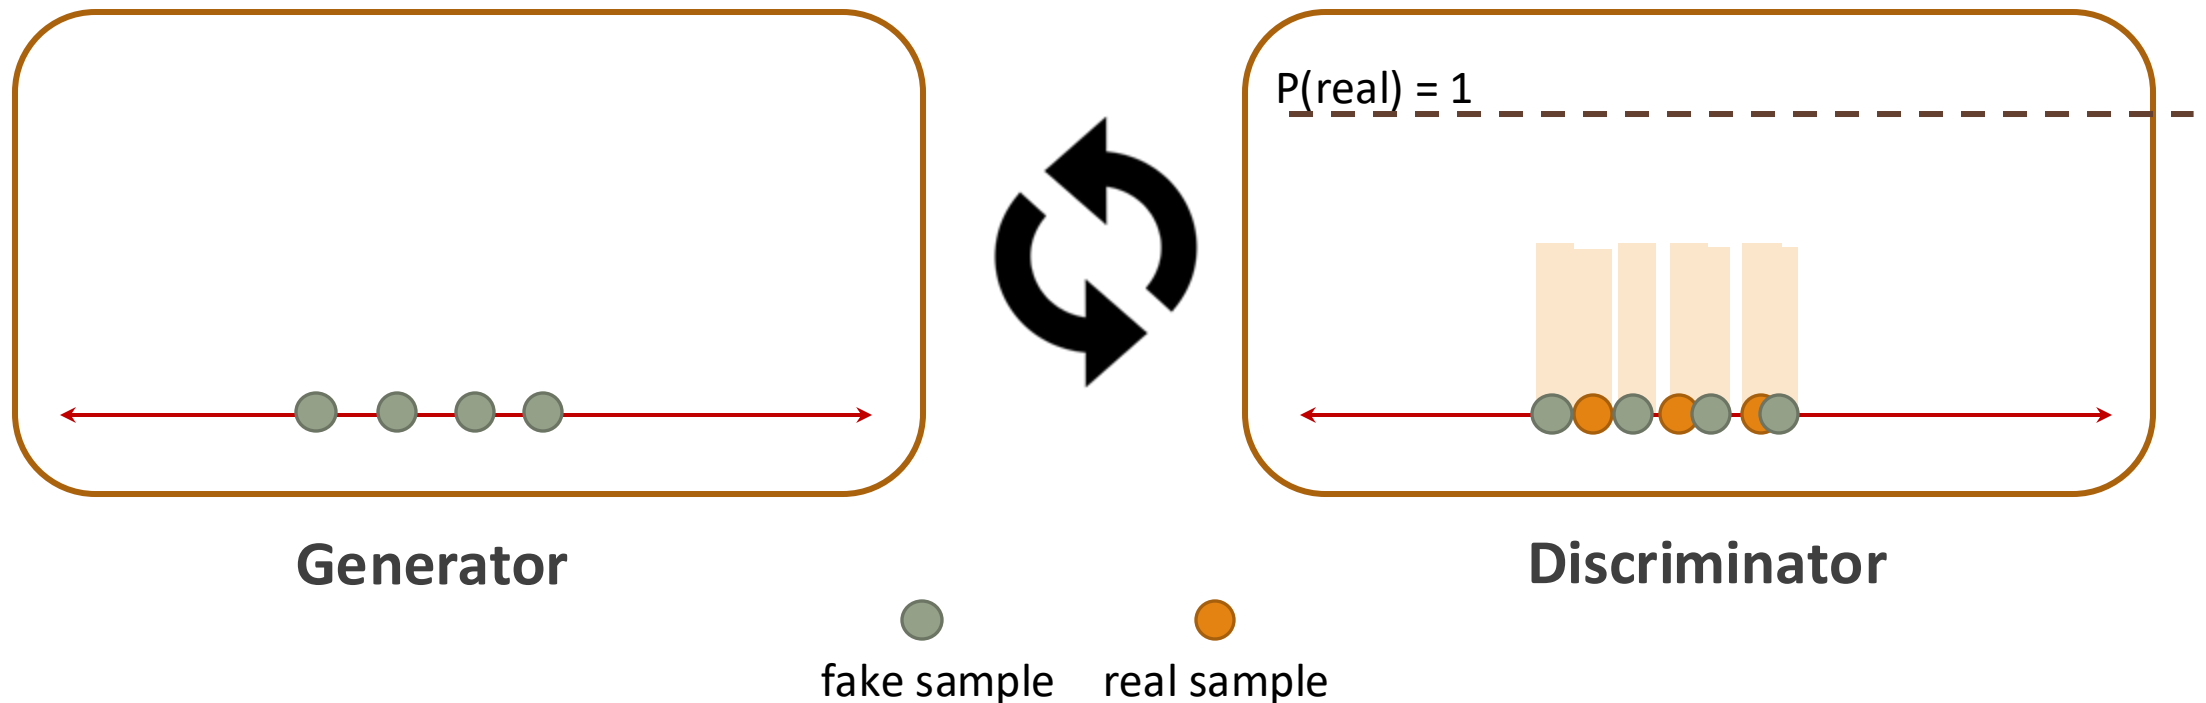 P(real) = 1
Generator
Discriminator
fake sample
real sample